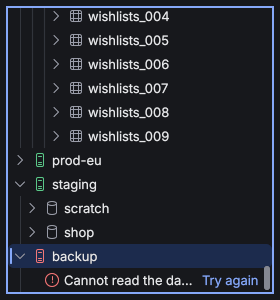 wishlists_004
wishlists_005
wishlists_006
wishlists_007
wishlists_008
wishlists_009
prod-eu
staging
scratch
shop
backup
Cannot read the da... Try again